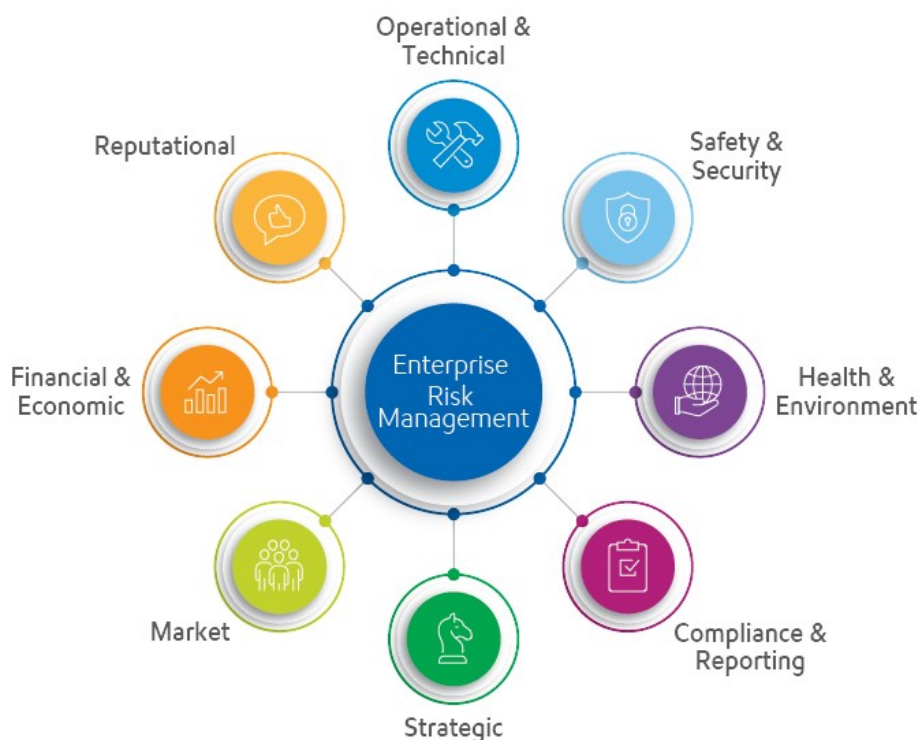 Operational &
Technical
Reputational
Safety &
Security
Financial &
Economic
Enterprise
Risk
Management
Health &
Environment
Market
Compliance &
Reporting
Strategic